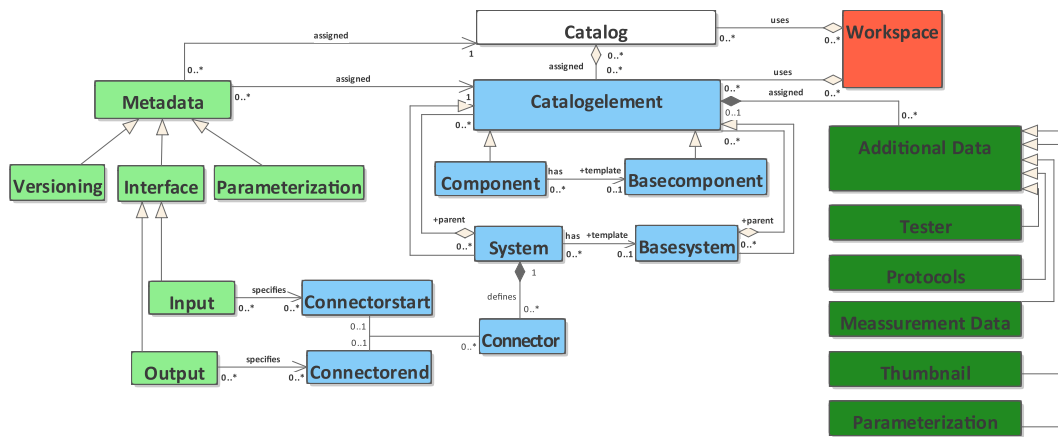 Catalog
uses
Workspace
assigned
0..*
0..*
1
0..*
0..*
assigned
0..*
Metadata
0..*
assigned
1
Catalogelement
0..*
uses
0..*
assigned
0..1
0..*
0..*
0..*
Additional Data
Versioning
Interface
Parameterization
Component
has
+template
0..*
0..1
Basecomponent
+parent
0..*
System
has
+template
0..*
0..1
Basesystem
+parent
0..*
Tester
1
Protocols
Input
specifies
0..*
0..*
Connectorstart
defines
0..*
0..1
0..1
0..*
Connector
Meassurement Data
Output
specifies
0..*
0..*
Connectorend
Thumbnail
Parameterization